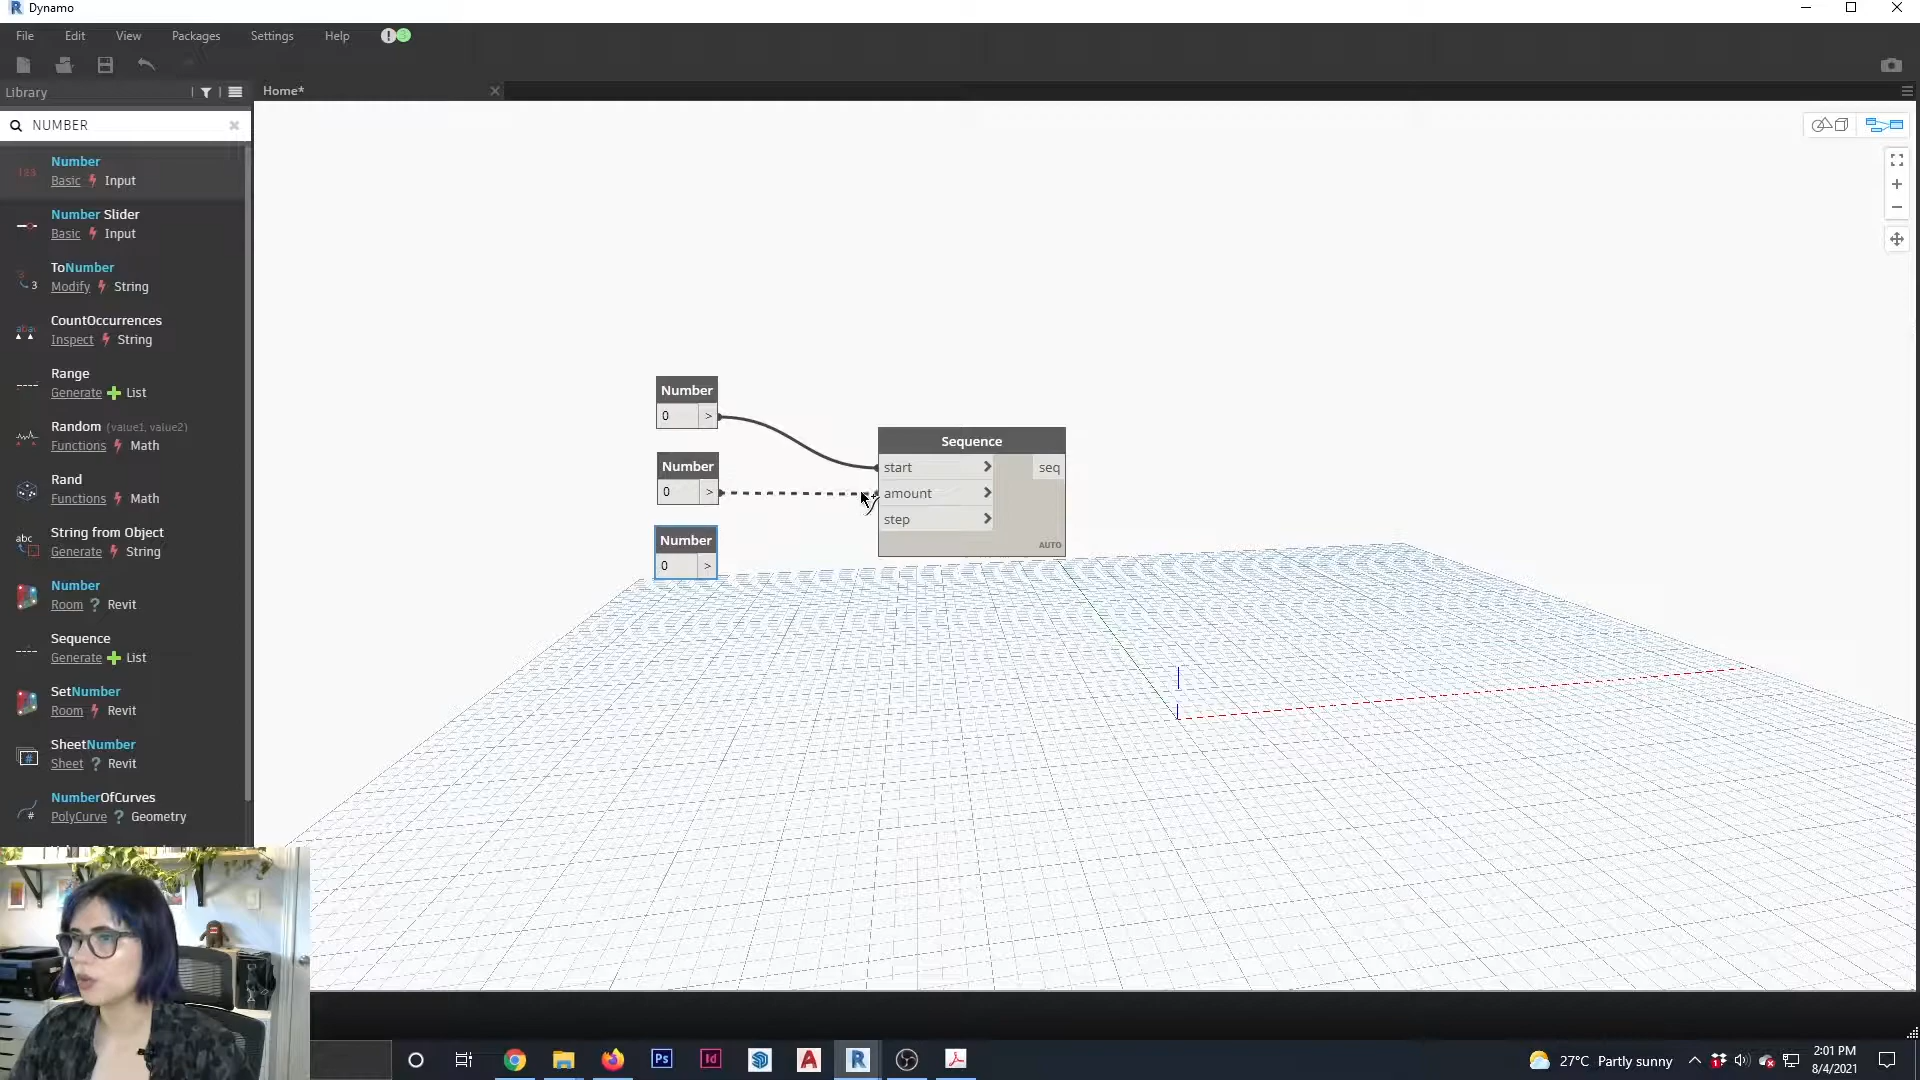 Dynamo
File Edit View Packages Settings Help
Library
Home*
NUMBER
Number
Basic Input
Number Slider
Basic Input
ToNumber
Modify String
CountOccurrences
Inspect String
Range
Generate List
Random (value1, value2)
Functions Math
Rand
Functions Math
String from Object
Generate String
Number
Room ? Revit
Sequence
Generate List
SetNumber
Room Revit
SheetNumber
Sheet ? Revit
NumberOfCurves
PolyCurve ? Geometry
Number
0 >
Number
0 >
Number
0 >
Sequence
start > seq
amount >
step >
AUTO
27°C Partly sunny
2:01 PM
8/4/2021